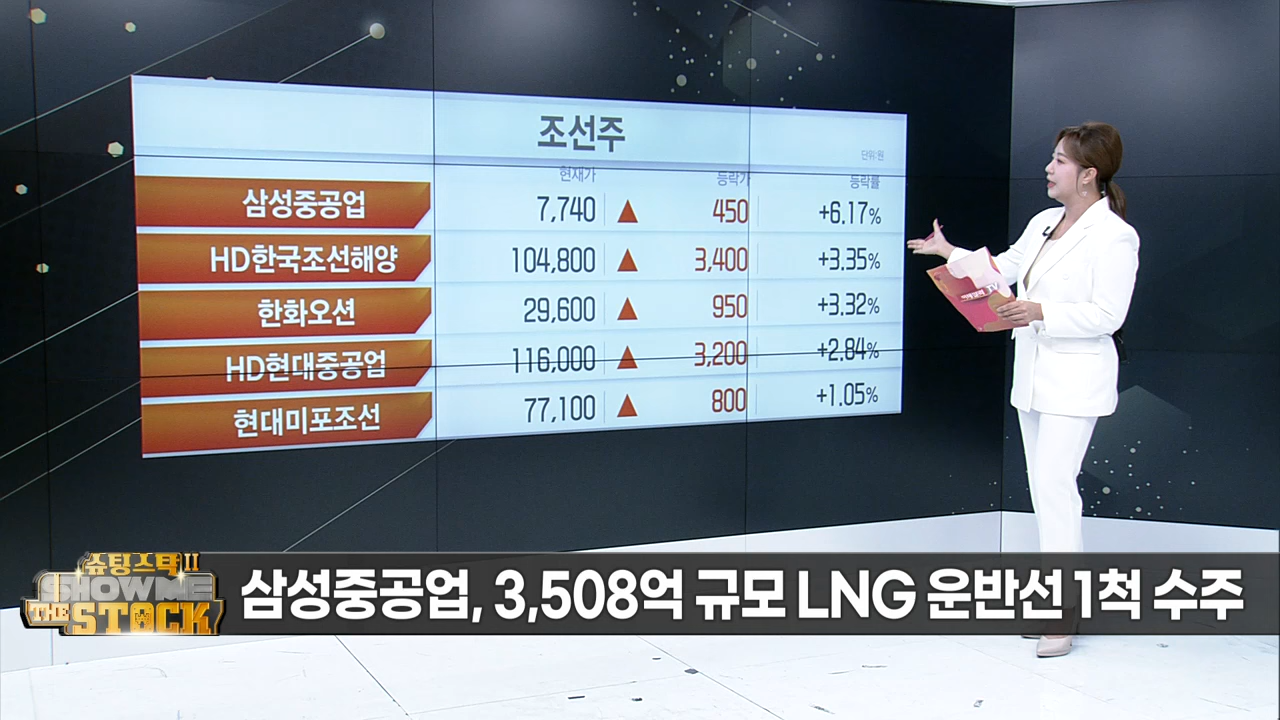 조선주
단위:원
현재가 등락가 등락률
삼성중공업 7,740 ▲ 450 +6.17%
HD한국조선해양 104,800 ▲ 3,400 +3.35%
한화오션 29,600 ▲ 950 +3.32%
HD현대중공업 116,000 ▲ 3,200 +2.84%
현대미포조선 77,100 ▲ 800 +1.05%
TV
슈팅스탁 II
SHOW ME
THE STOCK
삼성중공업, 3,508억 규모 LNG 운반선 1척 수주